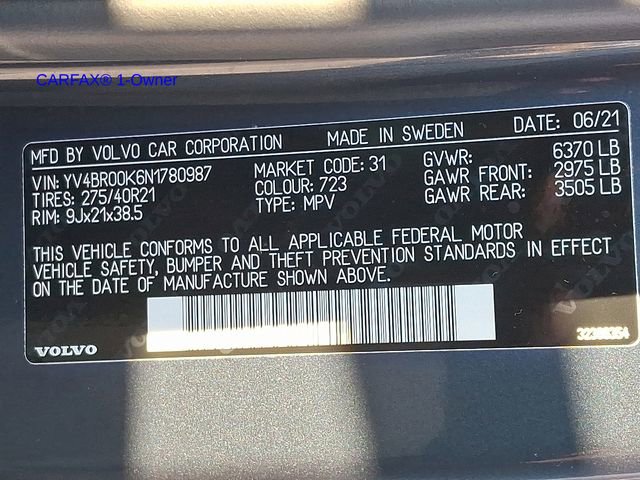 CARFAX® 1-Owner
MFD BY VOLVO CAR CORPORATION MADE IN SWEDEN DATE: 06/21
VIN: YV4BR00K6N1780987 MARKET CODE: 31 GVWR: 6370 LB
TIRES: 275/40R21 COLOUR: 723 GAWR FRONT: 2975 LB
RIM: 9Jx21x38.5 TYPE: MPV GAWR REAR: 3505 LB
THIS VEHICLE CONFORMS TO ALL APPLICABLE FEDERAL MOTOR
VEHICLE SAFETY, BUMPER AND THEFT PREVENTION STANDARDS IN EFFECT
ON THE DATE OF MANUFACTURE SHOWN ABOVE.
VOLVO